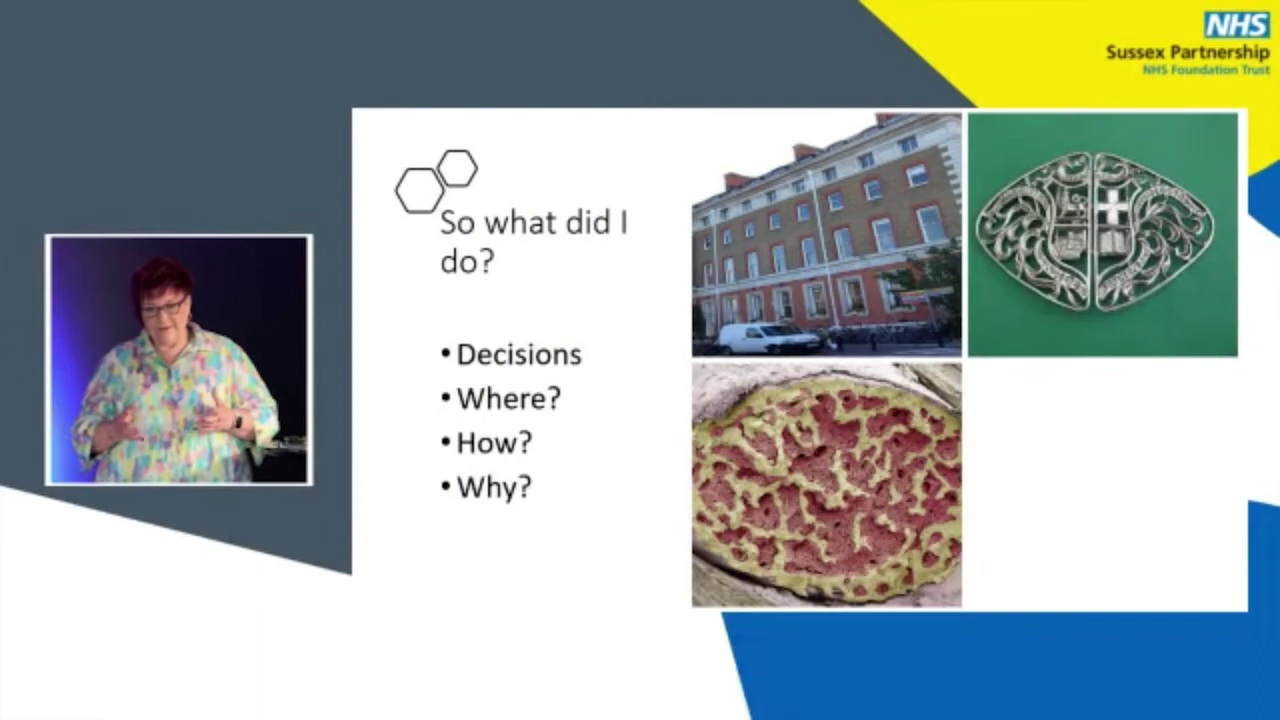 NHS
Sussex Partnership
NHS Foundation Trust
So what did I
do?
• Decisions
• Where?
• How?
• Why?